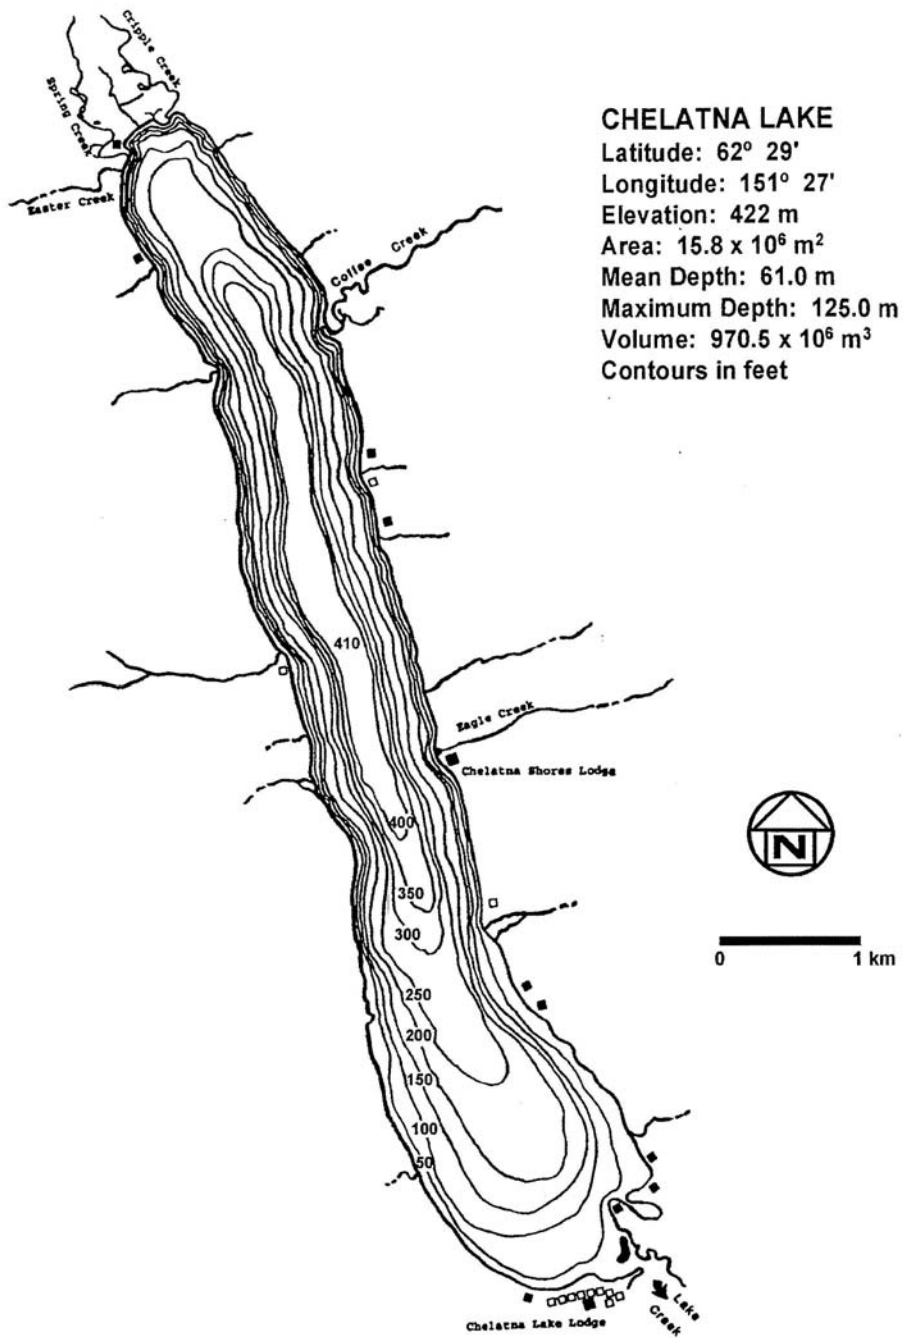 Cripple Creek
Spring Creek
Easter Creek
Coffee Creek
CHELATNA LAKE
Latitude: 62° 29'
Longitude: 151° 27'
Elevation: 422 m
Area: 15.8 x 10⁶ m²
Mean Depth: 61.0 m
Maximum Depth: 125.0 m
Volume: 970.5 x 10⁶ m³
Contours in feet
410
Eagle Creek
Chelatna Shores Lodge
400
350
300
250
200
150
100
50
N
0 1 km
Lake Creek
Chelatna Lake Lodge